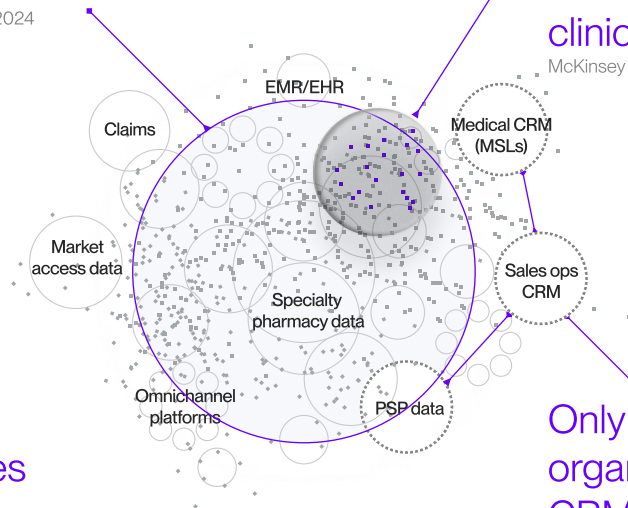 2024
clinic
McKinsey
EMR/EHR
Claims
Medical CRM
(MSLs)
Market
access data
Sales ops
CRM
Specialty
pharmacy data
Omnichannel
platforms
PSP data
Only
orga
es